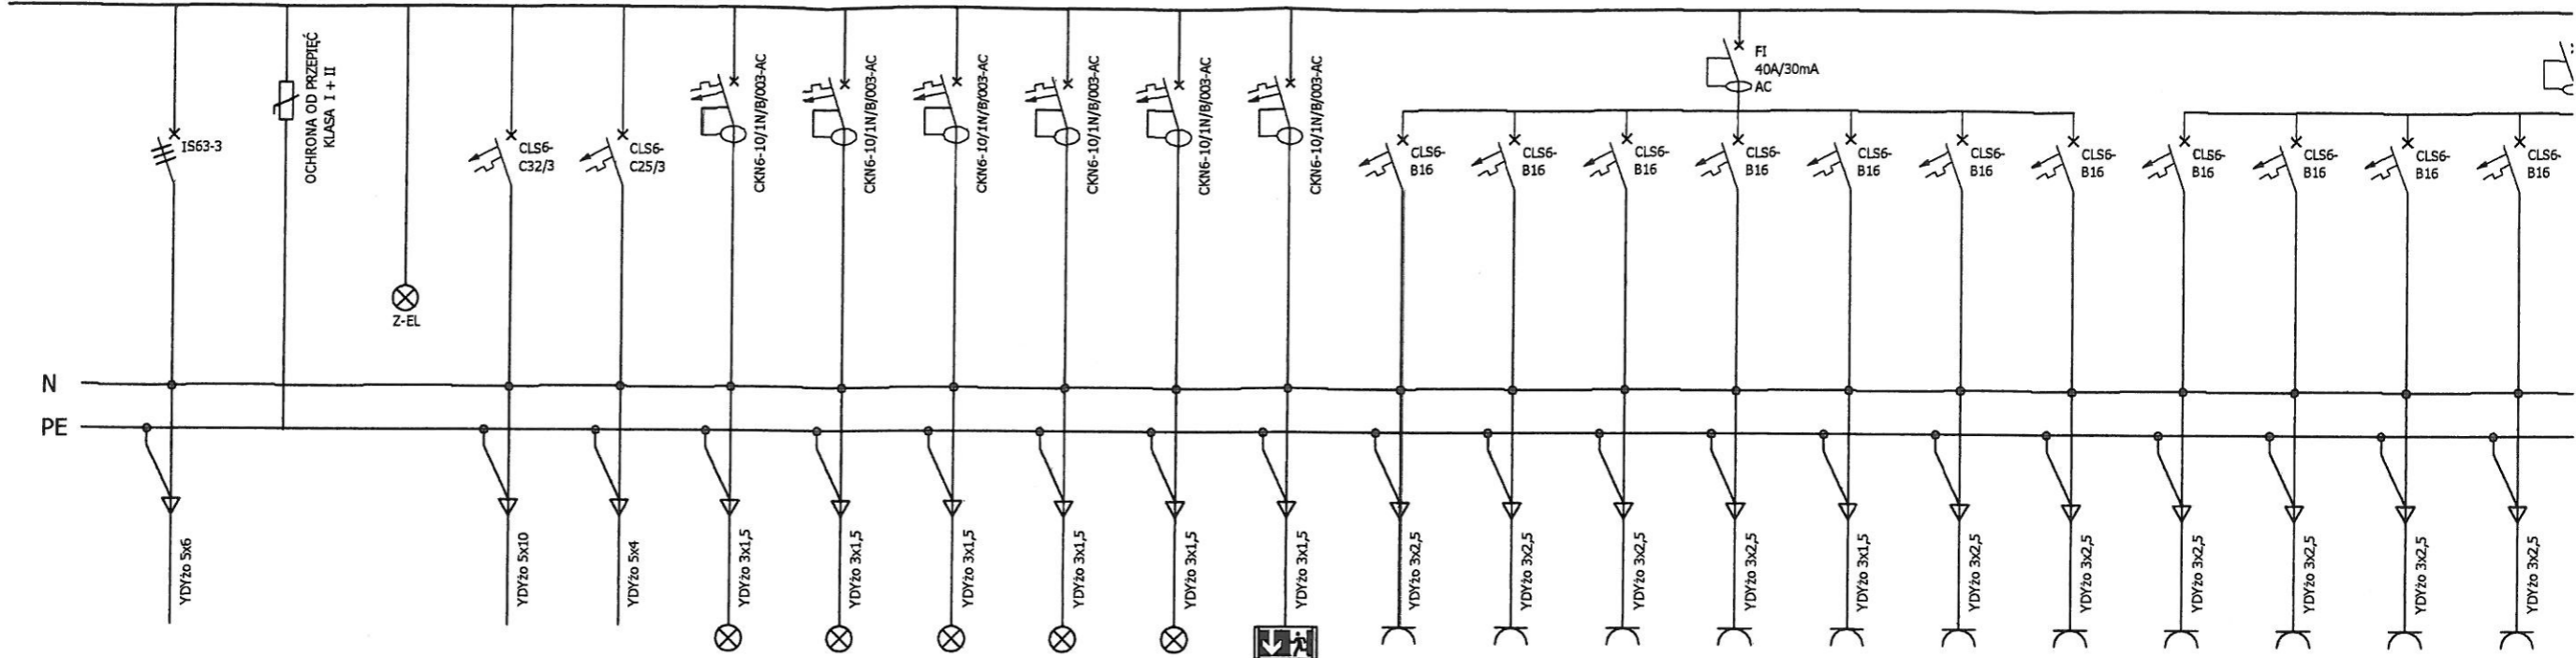 IS63-3
OCHRONA OD PRZEPIĘĆ
KLASA I + II
Z-EL
CLS6-
C32/3
CLS6-
C25/3
CKN6-10/1N/B/003-AC
CKN6-10/1N/B/003-AC
CKN6-10/1N/B/003-AC
CKN6-10/1N/B/003-AC
CKN6-10/1N/B/003-AC
CKN6-10/1N/B/003-AC
FI
40A/30mA
AC
CLS6-
B16
CLS6-
B16
CLS6-
B16
CLS6-
B16
CLS6-
B16
CLS6-
B16
CLS6-
B16
CLS6-
B16
CLS6-
B16
CLS6-
B16
CLS6-
B16
N
PE
YDYżo 5x6
YDYżo 5x10
YDYżo 5x4
YDYżo 3x1,5
YDYżo 3x1,5
YDYżo 3x1,5
YDYżo 3x1,5
YDYżo 3x1,5
YDYżo 3x1,5
YDYżo 3x2,5
YDYżo 3x2,5
YDYżo 3x2,5
YDYżo 3x2,5
YDYżo 3x1,5
YDYżo 3x2,5
YDYżo 3x2,5
YDYżo 3x2,5
YDYżo 3x2,5
YDYżo 3x2,5
YDYżo 3x2,5